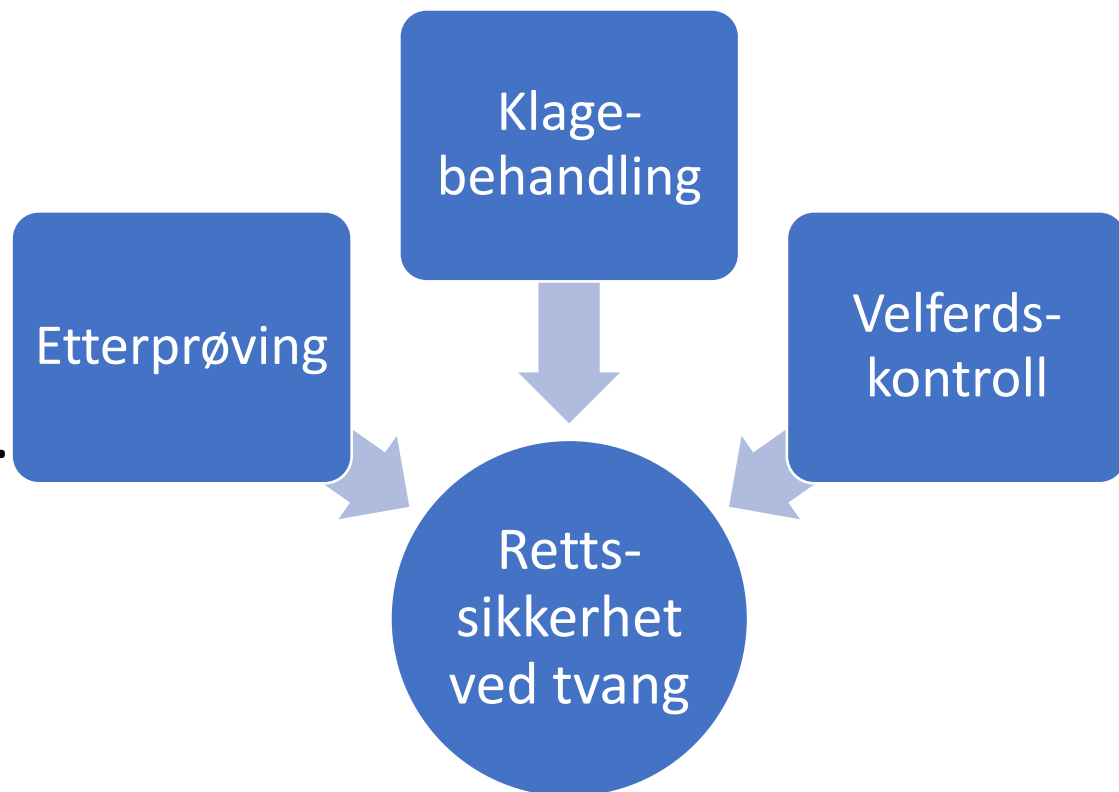 Klage-
behandling
Etterprøving
Velferds-
kontroll
.
Retts-
sikkerhet
ved tvang